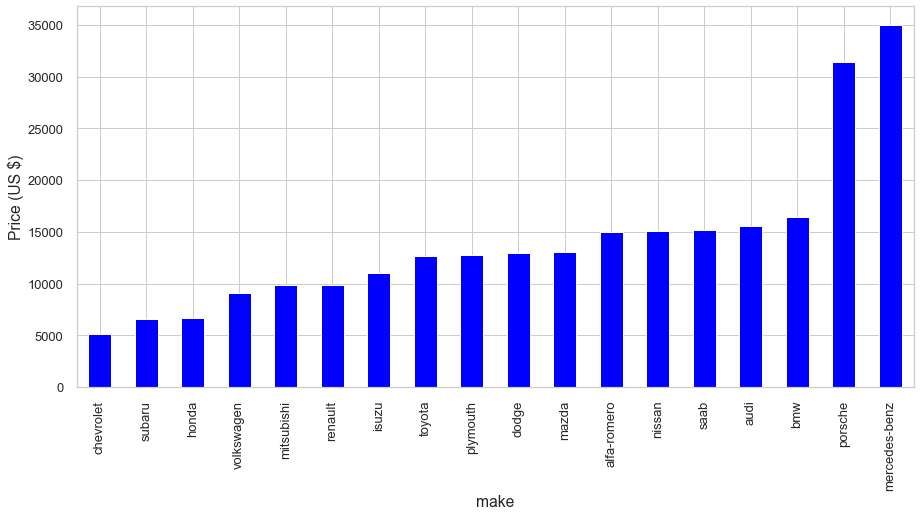 35000
30000
25000
20000
15000
10000
5000
0
Price (US $)
chevrolet
subaru
honda
volkswagen
mitsubishi
renault
isuzu
toyota
plymouth
dodge
mazda
alfa-romero
nissan
saab
audi
bmw
porsche
mercedes-benz
make